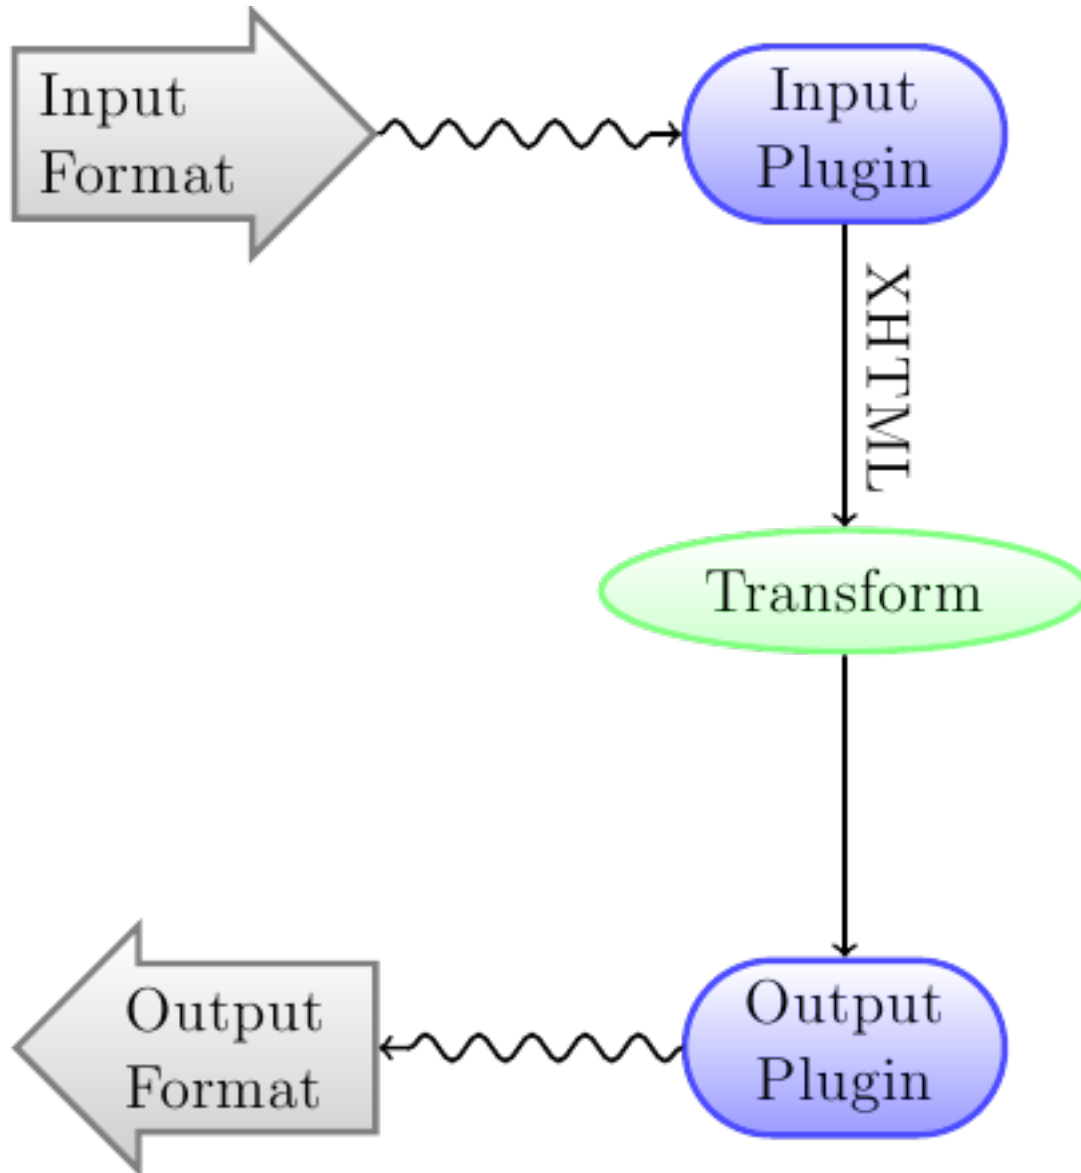 Input
Format
Input
Plugin
XHTML
Transform
Output
Plugin
Output
Format